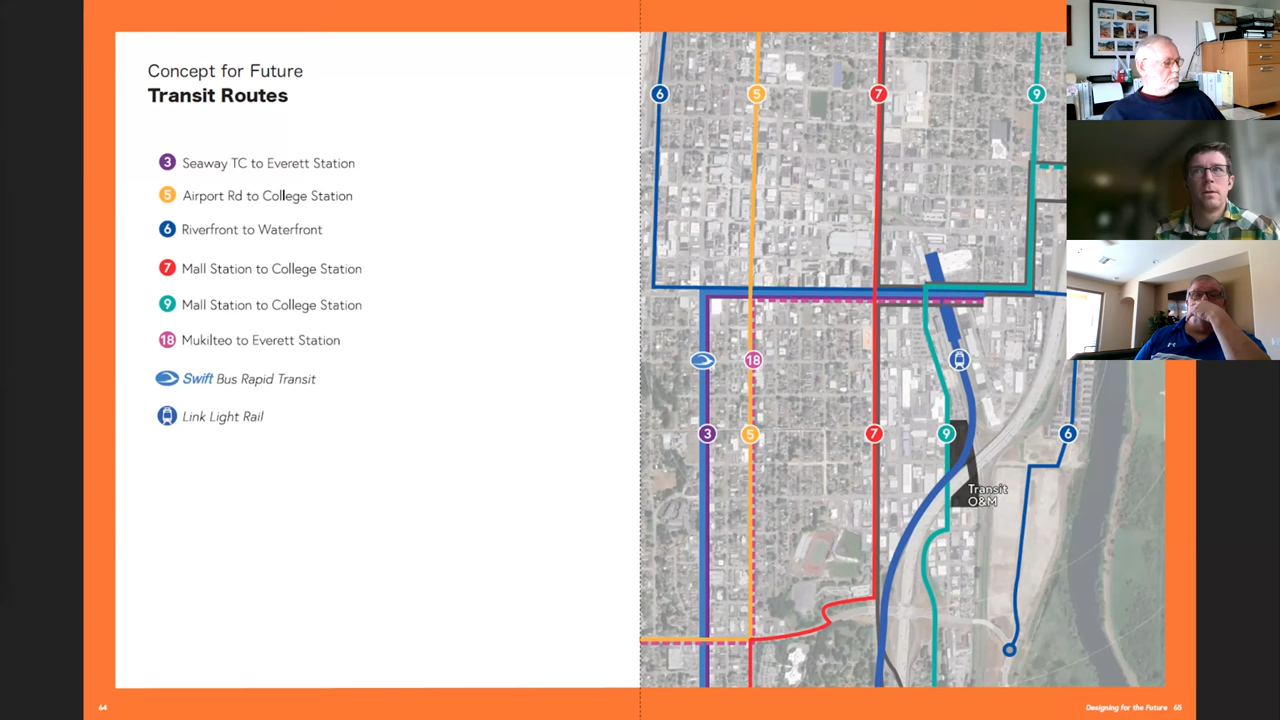 Concept for Future
Transit Routes
3 Seaway TC to Everett Station
5 Airport Rd to College Station
6 Riverfront to Waterfront
7 Mall Station to College Station
9 Mall Station to College Station
18 Mukilteo to Everett Station
Swift Bus Rapid Transit
Link Light Rail
6 5 7 9
18
3 5 7 9 6
Transit
O&M
64
Designing for the Future 65